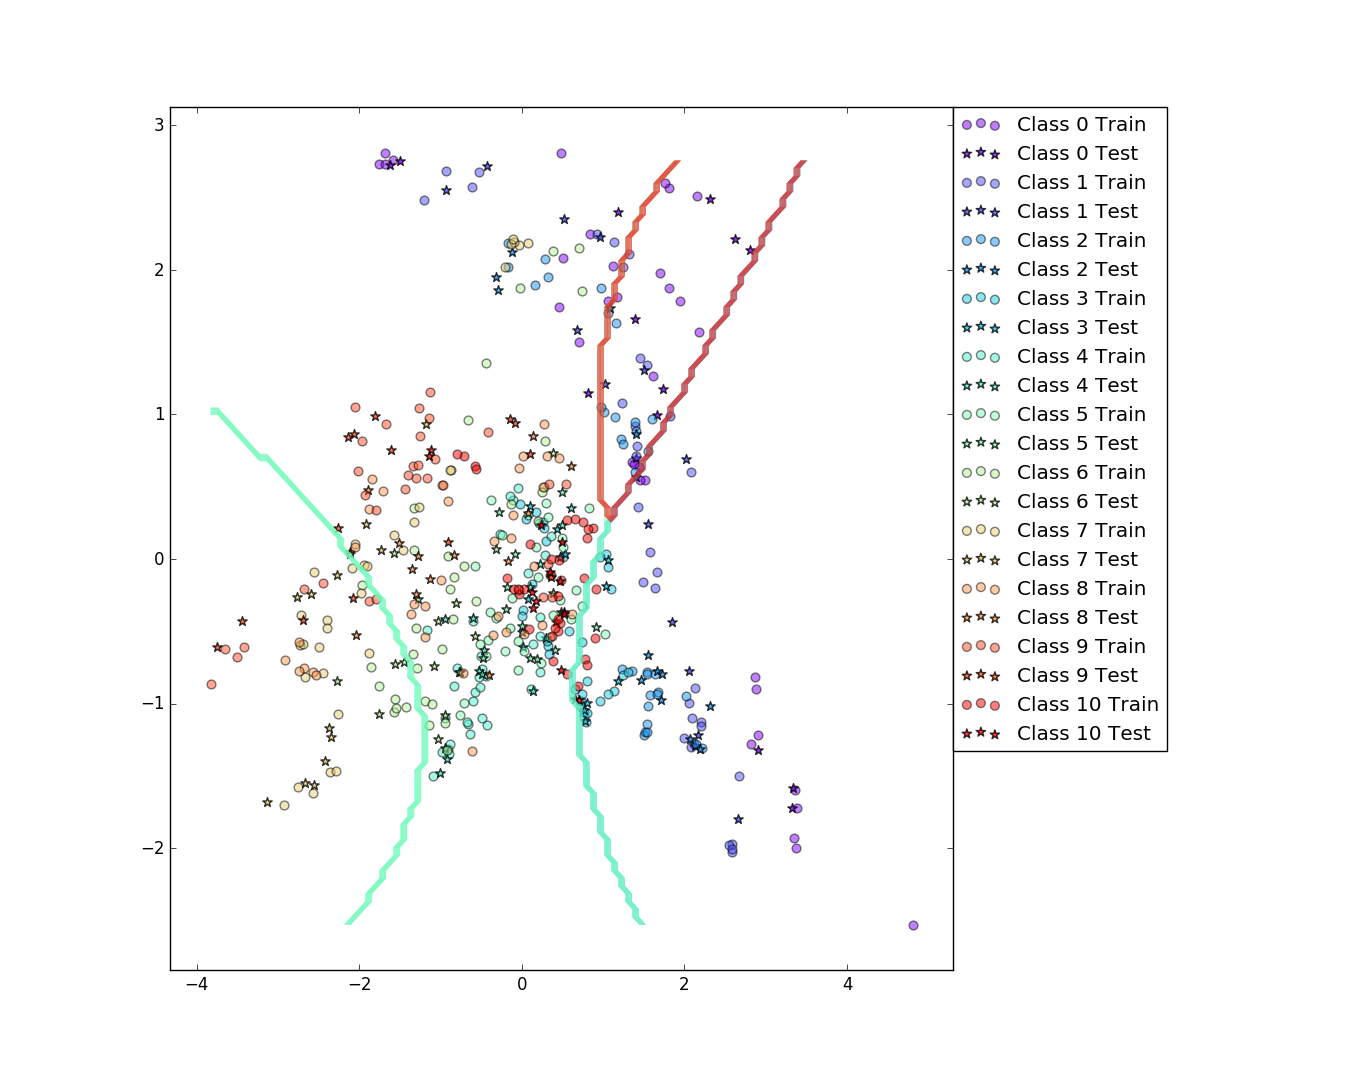 3
2
1
0
−1
−2
−4
−2
0
2
4
Class 0 Train
Class 0 Test
Class 1 Train
Class 1 Test
Class 2 Train
Class 2 Test
Class 3 Train
Class 3 Test
Class 4 Train
Class 4 Test
Class 5 Train
Class 5 Test
Class 6 Train
Class 6 Test
Class 7 Train
Class 7 Test
Class 8 Train
Class 8 Test
Class 9 Train
Class 9 Test
Class 10 Train
Class 10 Test